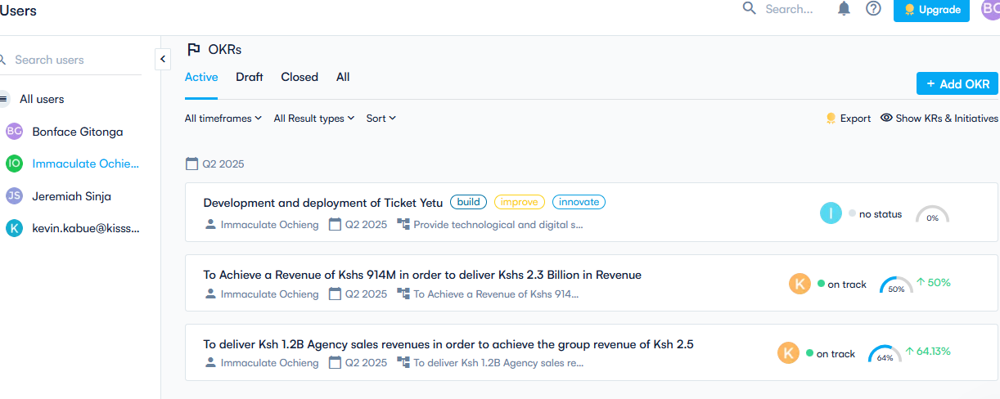 Users
Search...
Upgrade
BG
Search users
All users
BG Bonface Gitonga
IO Immaculate Ochie...
JS Jeremiah Sinja
K kevin.kabue@kisss...
OKRs
Active Draft Closed All
+ Add OKR
All timeframes All Result types Sort
Export Show KRs & Initiatives
Q2 2025
Development and deployment of Ticket Yetu build improve innovate
Immaculate Ochieng Q2 2025 Provide technological and digital s...
I no status 0%
To Achieve a Revenue of Kshs 914M in order to deliver Kshs 2.3 Billion in Revenue
Immaculate Ochieng Q2 2025 To Achieve a Revenue of Kshs 914...
K on track 50% ↑ 50%
To deliver Ksh 1.2B Agency sales revenues in order to achieve the group revenue of Ksh 2.5
Immaculate Ochieng Q2 2025 To deliver Ksh 1.2B Agency sales re...
K on track 64% ↑ 64.13%